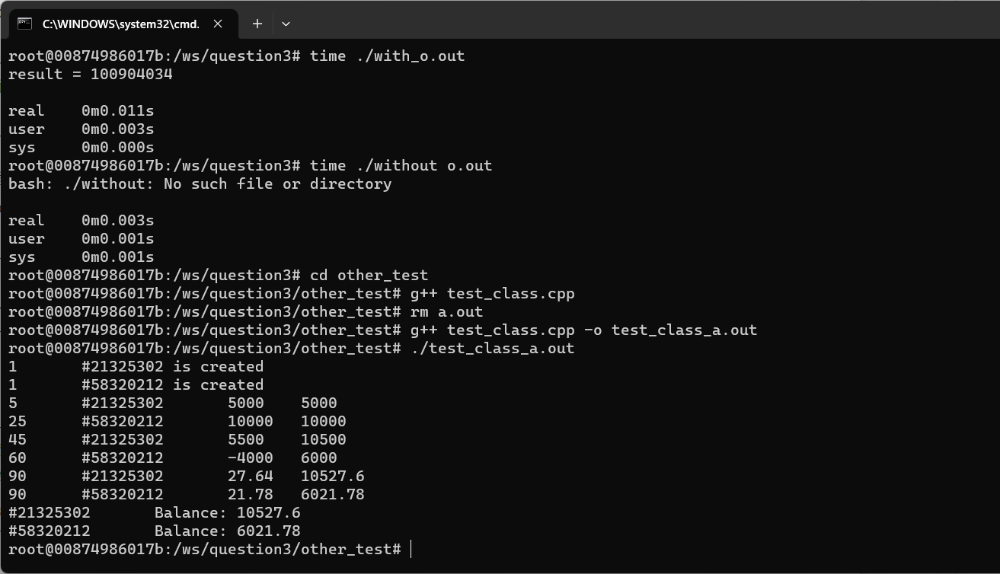 C:\WINDOWS\system32\cmd.
root@00874986017b:/ws/question3# time ./with_o.out
result = 100904034
real    0m0.011s
user    0m0.003s
sys     0m0.000s
root@00874986017b:/ws/question3# time ./without o.out
bash: ./without: No such file or directory
real    0m0.003s
user    0m0.001s
sys     0m0.001s
root@00874986017b:/ws/question3# cd other_test
root@00874986017b:/ws/question3/other_test# g++ test_class.cpp
root@00874986017b:/ws/question3/other_test# rm a.out
root@00874986017b:/ws/question3/other_test# g++ test_class.cpp -o test_class_a.out
root@00874986017b:/ws/question3/other_test# ./test_class_a.out
1       #21325302 is created
1       #58320212 is created
5       #21325302       5000    5000
25      #58320212       10000   10000
45      #21325302       5500    10500
60      #58320212       -4000   6000
90      #21325302       27.64   10527.6
90      #58320212       21.78   6021.78
#21325302       Balance: 10527.6
#58320212       Balance: 6021.78
root@00874986017b:/ws/question3/other_test#